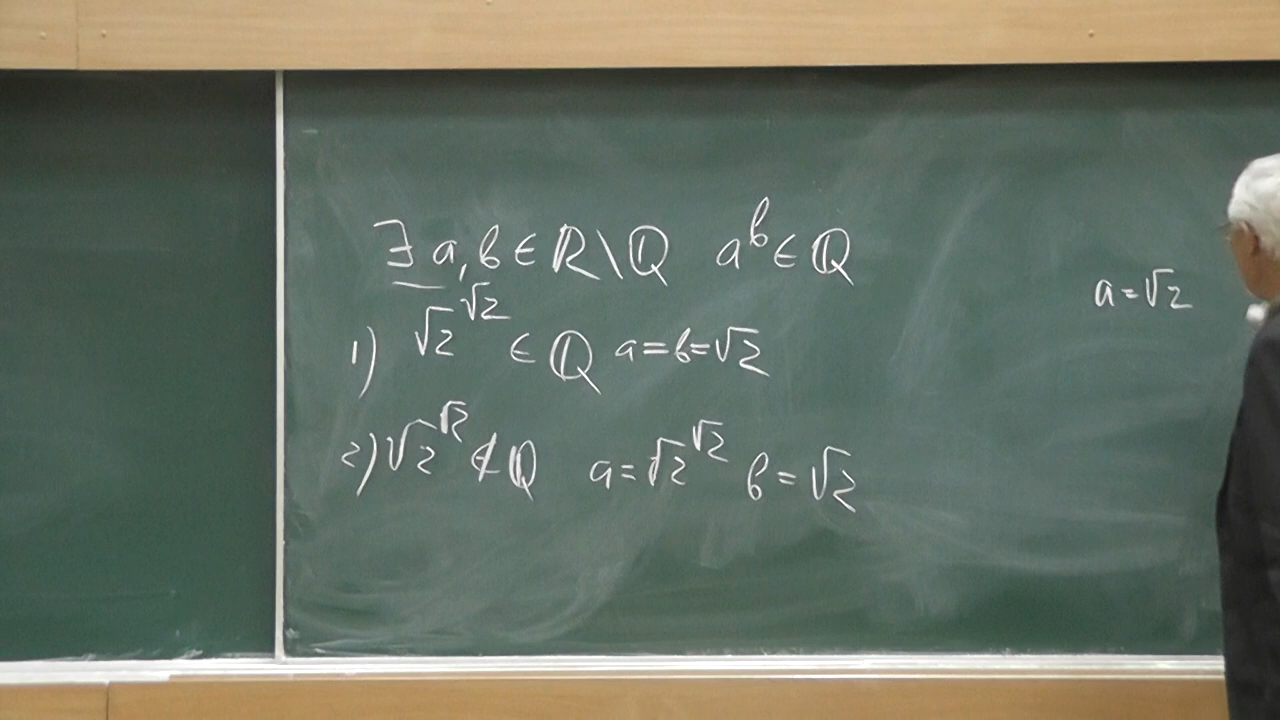 ∃ a, b ∈ ℝ \ ℚ a^b ∈ ℚ
1) √2^√2 ∈ ℚ a = b = √2
2) √2^√2 ∉ ℚ a = √2^√2 b = √2
a = √2